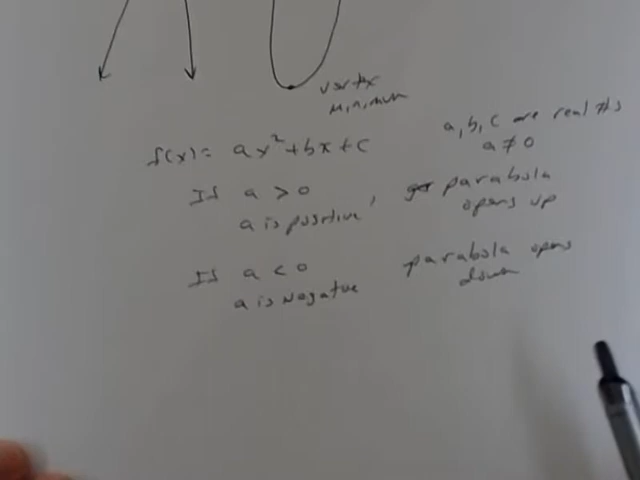 vertex
minimum
f(x) = ax² + bx + c
a, b, c are real #s
a ≠ 0
If a > 0
a is positive, parabola
opens up
If a < 0
a is negative
parabola opens
down